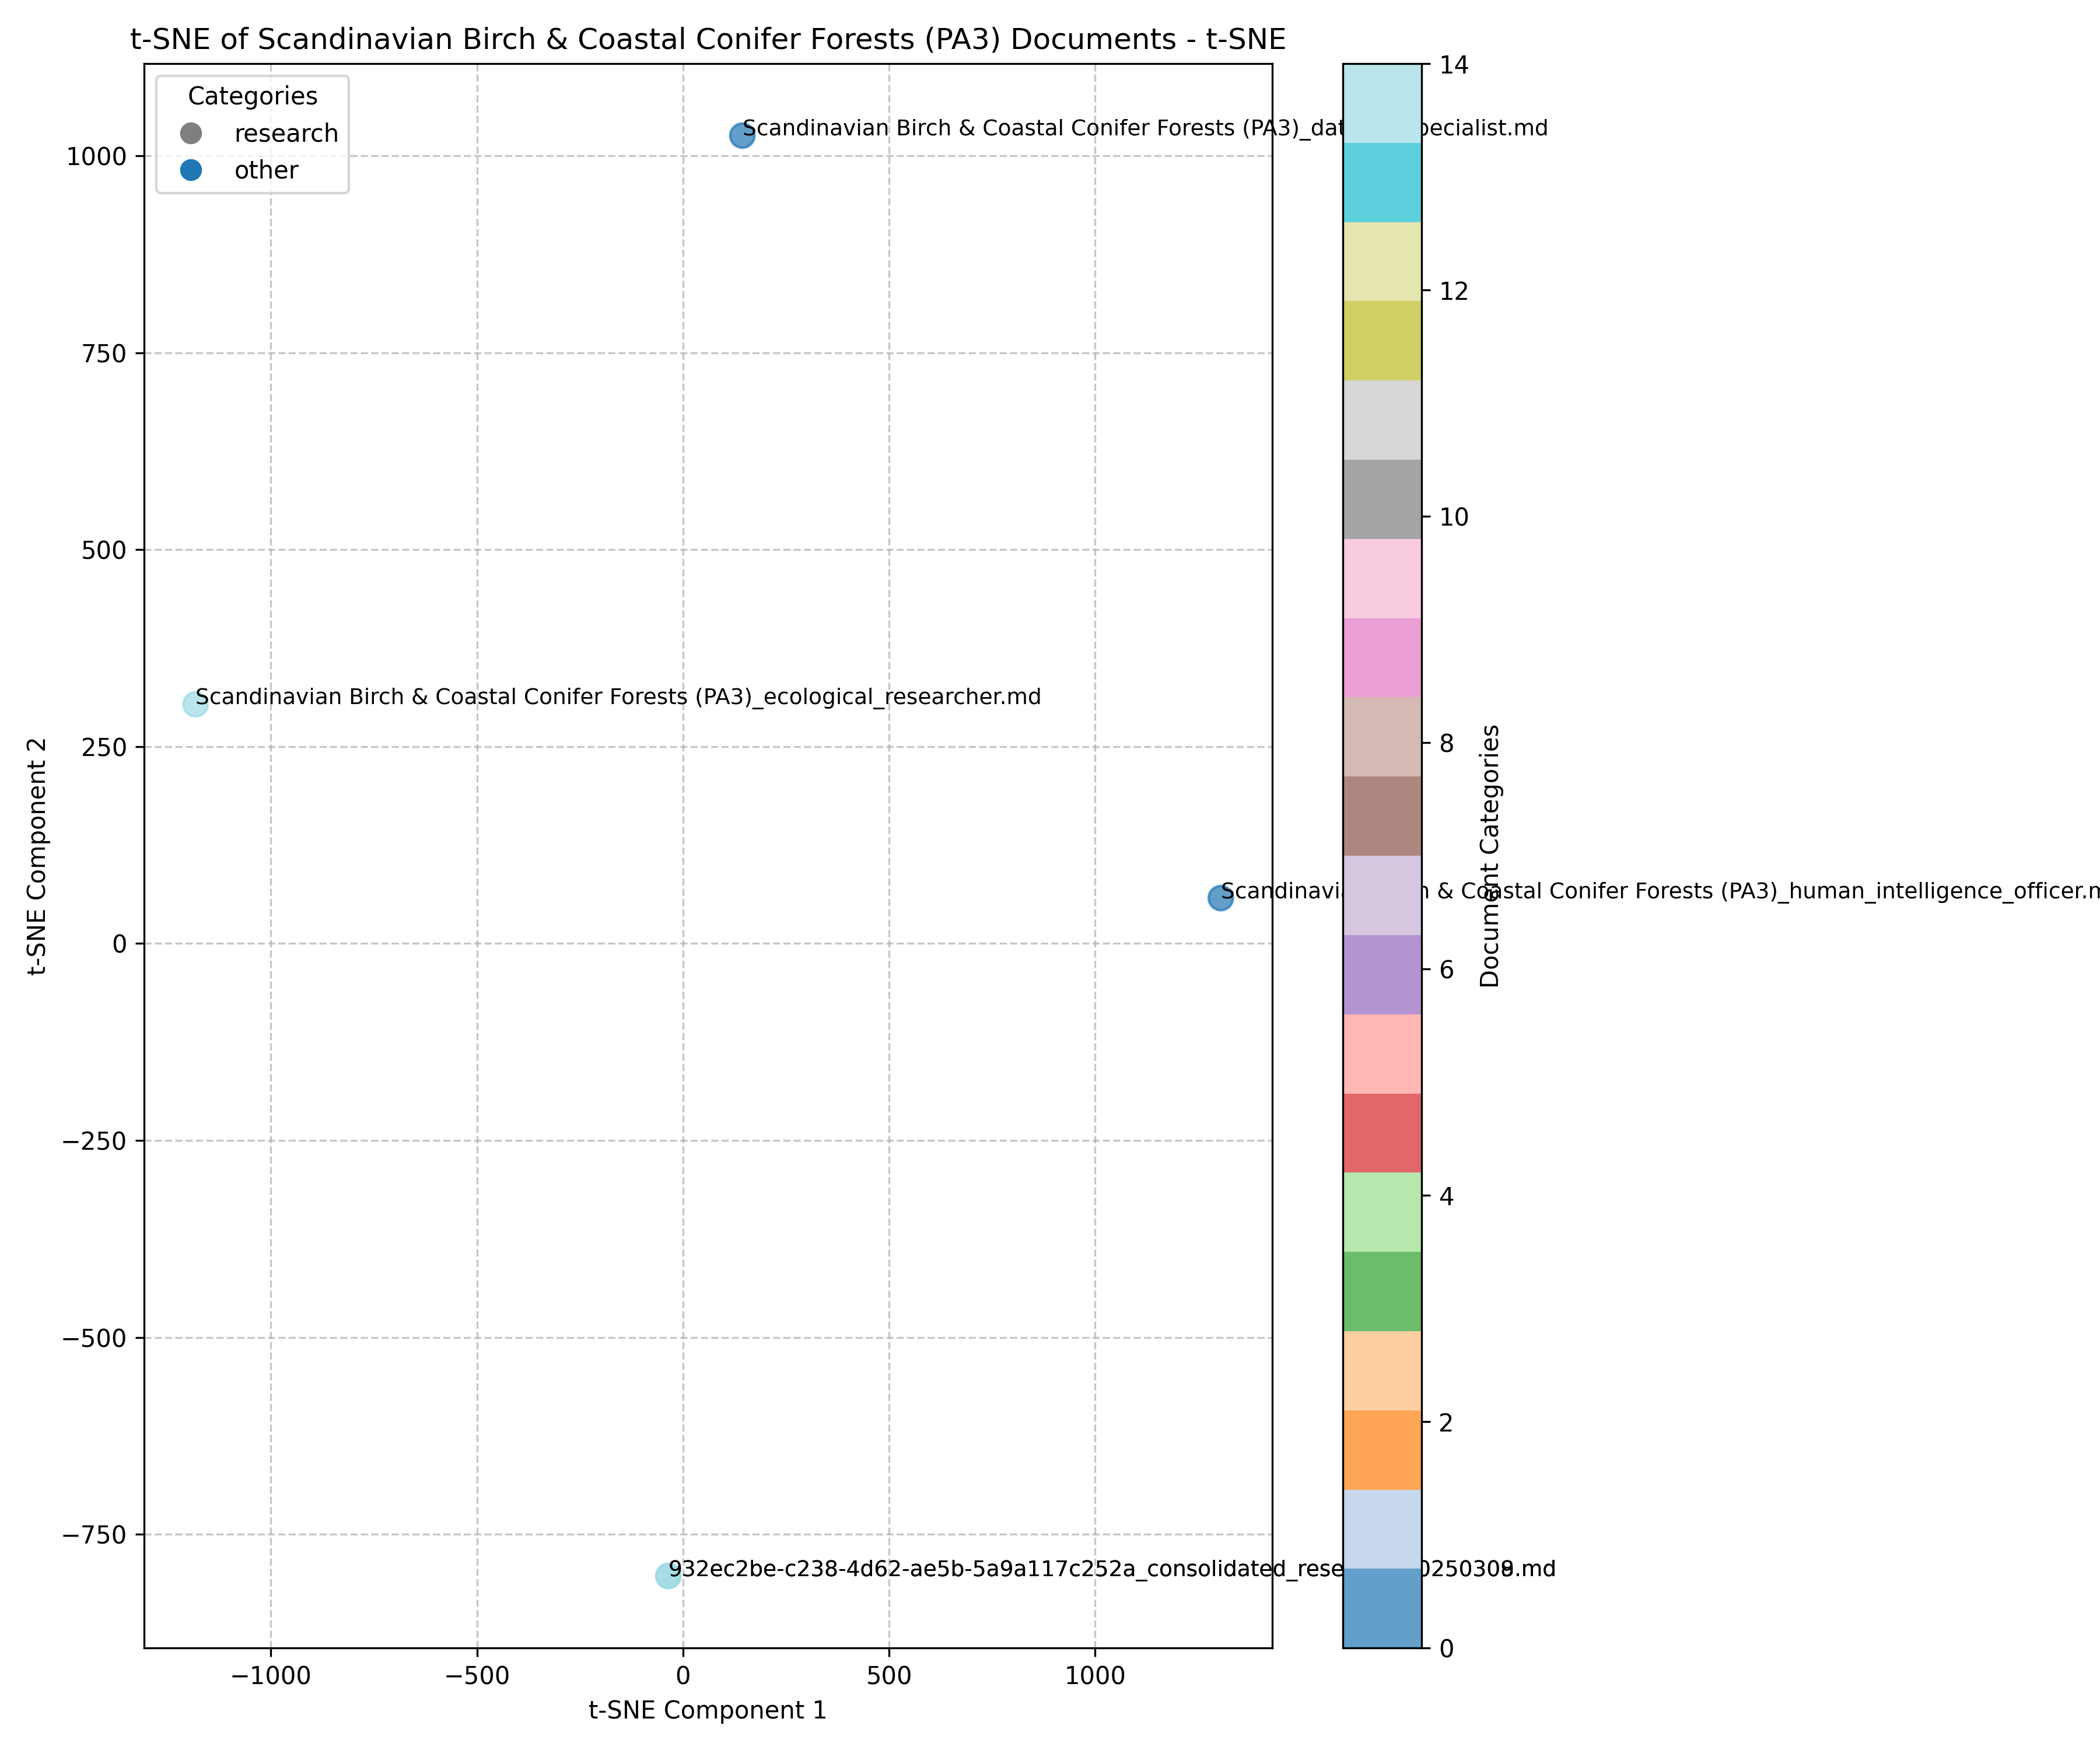 t-SNE of Scandinavian Birch & Coastal Conifer Forests (PA3) Documents - t-SNE
Categories
research
other
Scandinavian Birch & Coastal Conifer Forests (PA3)_dat pecialist.md
Scandinavian Birch & Coastal Conifer Forests (PA3)_ecological_researcher.md
Scandinavi h & Coastal Conifer Forests (PA3)_human_intelligence_officer.m
932ec2be-c238-4d62-ae5b-5a9a117c252a_consolidated_rese .md
1000
750
500
250
0
−250
−500
−750
t-SNE Component 2
−1000
−500
0
500
1000
t-SNE Component 1
14
12
10
8
6
4
2
0
Document Categories